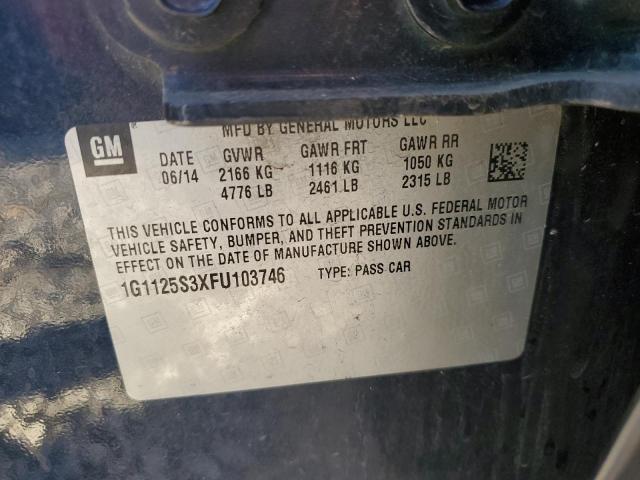 MFD BY GENERAL MOTORS LLC
GM
DATE GVWR GAWR FRT GAWR RR
06/14 2166 KG 1116 KG 1050 KG
4776 LB 2461 LB 2315 LB
THIS VEHICLE CONFORMS TO ALL APPLICABLE U.S. FEDERAL MOTOR
VEHICLE SAFETY, BUMPER, AND THEFT PREVENTION STANDARDS IN
EFFECT ON THE DATE OF MANUFACTURE SHOWN ABOVE.
1G1125S3XFU103746 TYPE: PASS CAR